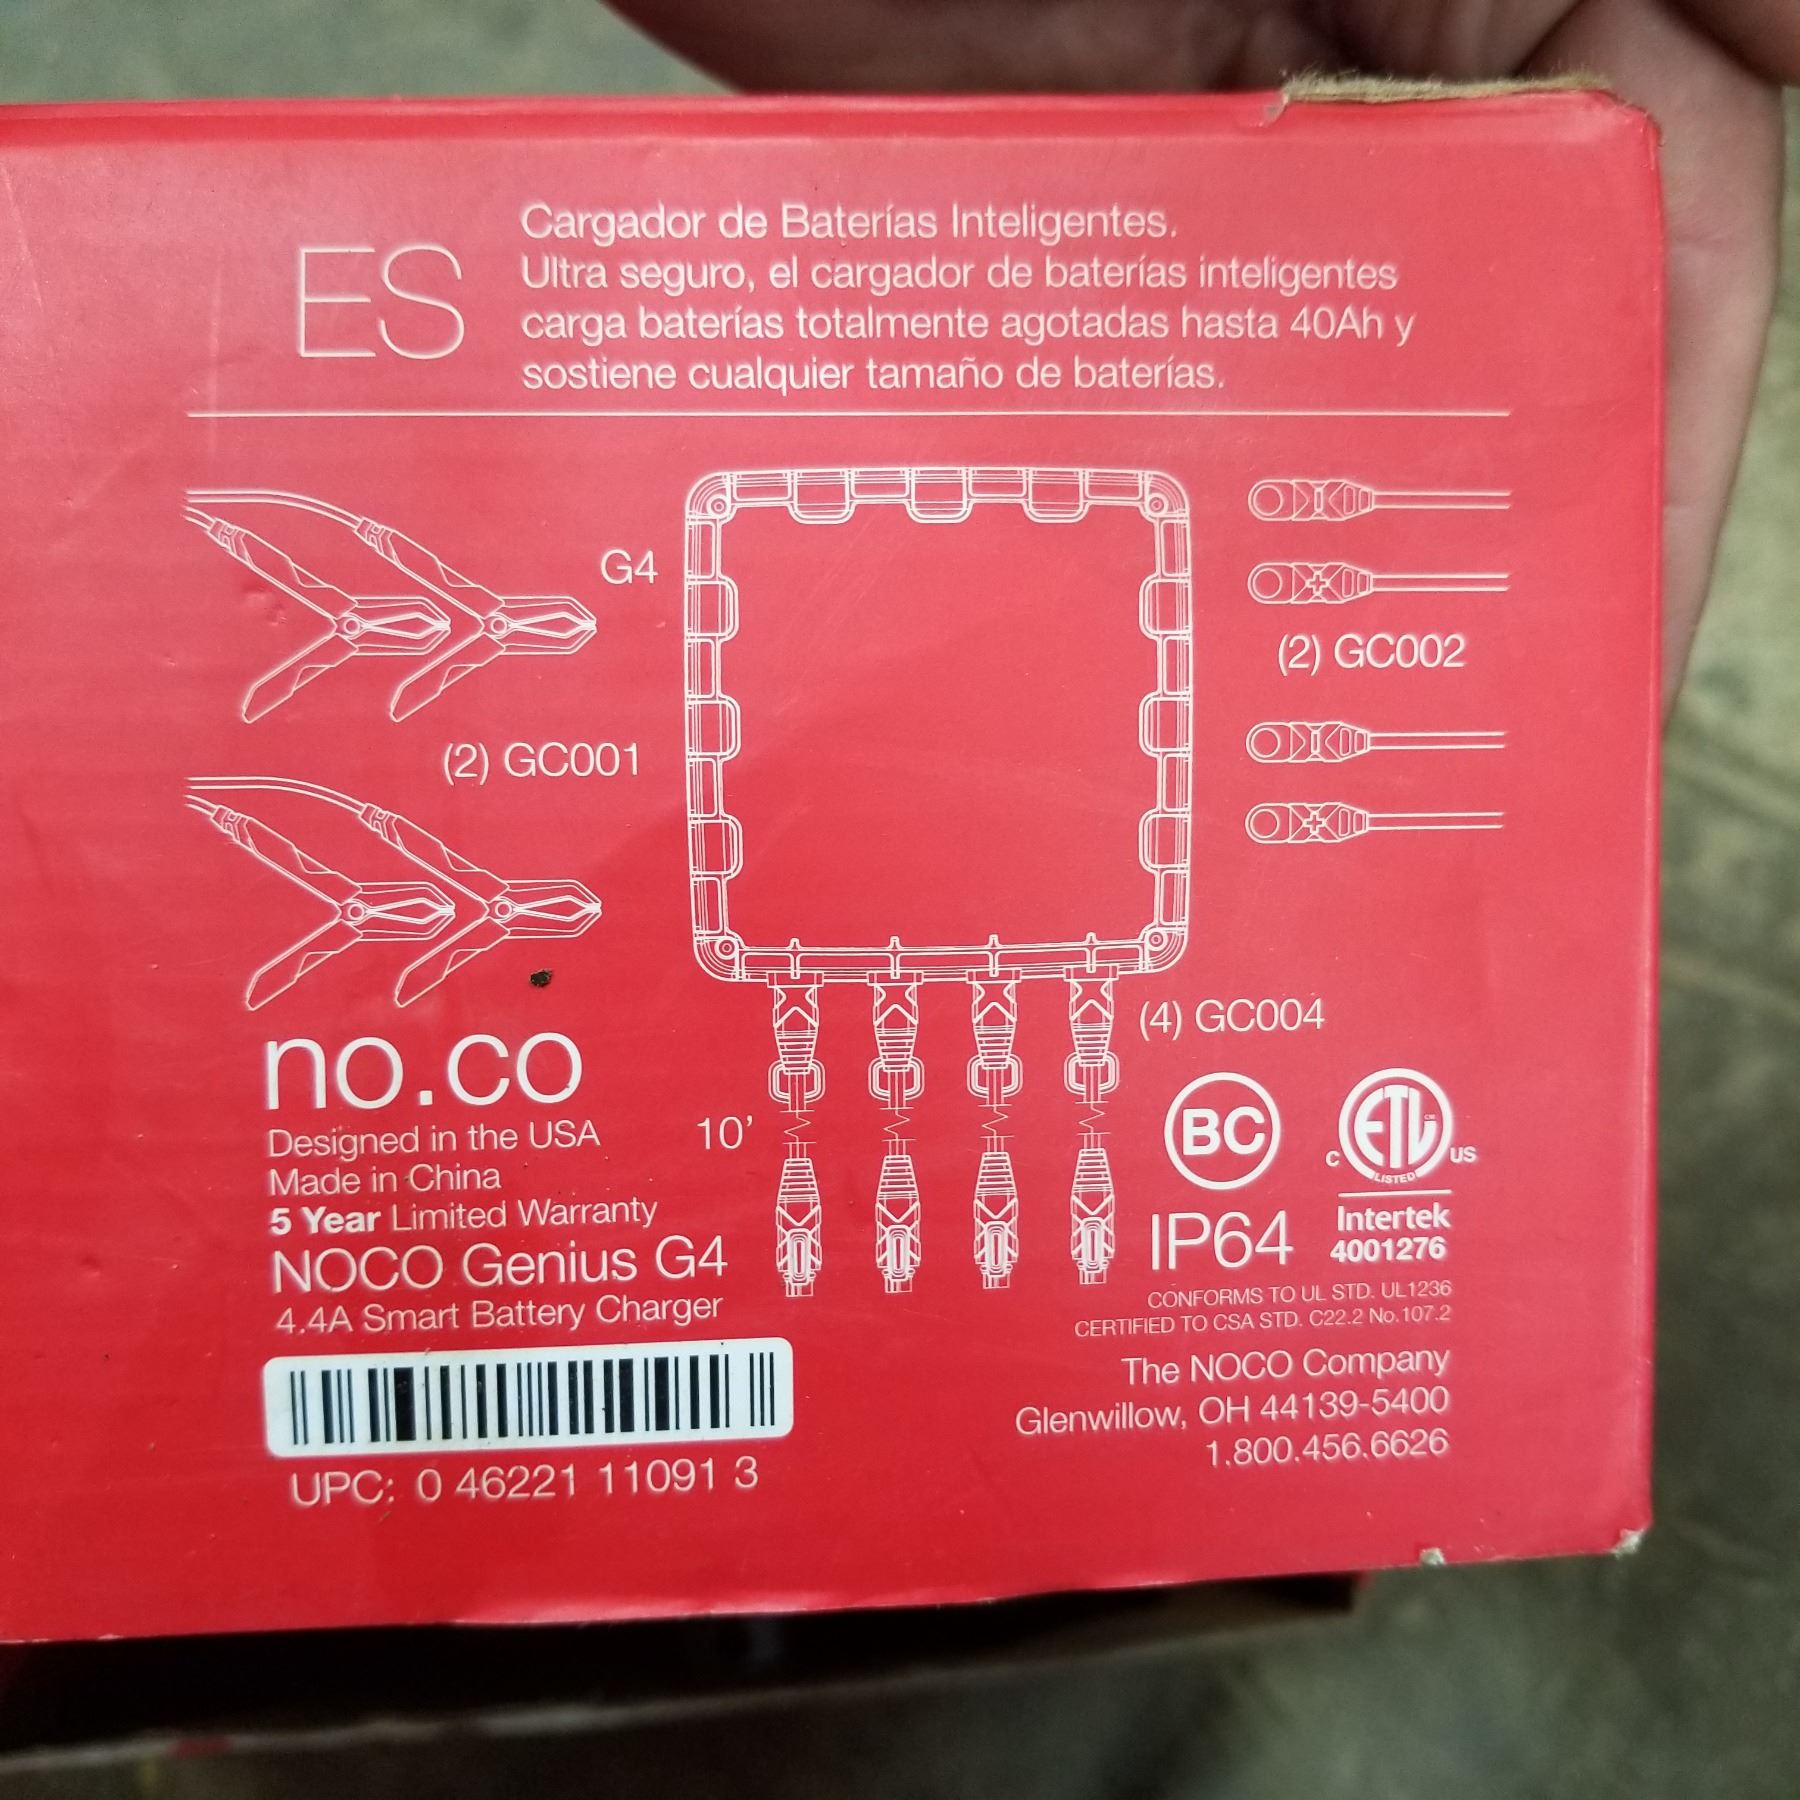 ES
Cargador de Baterías Inteligentes.
Ultra seguro, el cargador de baterías inteligentes
carga baterías totalmente agotadas hasta 40Ah y
sostiene cualquier tamaño de baterías.
G4
(2) GC002
(2) GC001
(4) GC004
10'
no.co
Designed in the USA
Made in China
5 Year Limited Warranty
NOCO Genius G4
4.4A Smart Battery Charger
UPC: 0 46221 11091 3
BC
C ETL CM US
LISTED
IP64
Intertek
4001276
CONFORMS TO UL STD. UL1236
CERTIFIED TO CSA STD. C22.2 No.107.2
The NOCO Company
Glenwillow, OH 44139-5400
1.800.456.6626